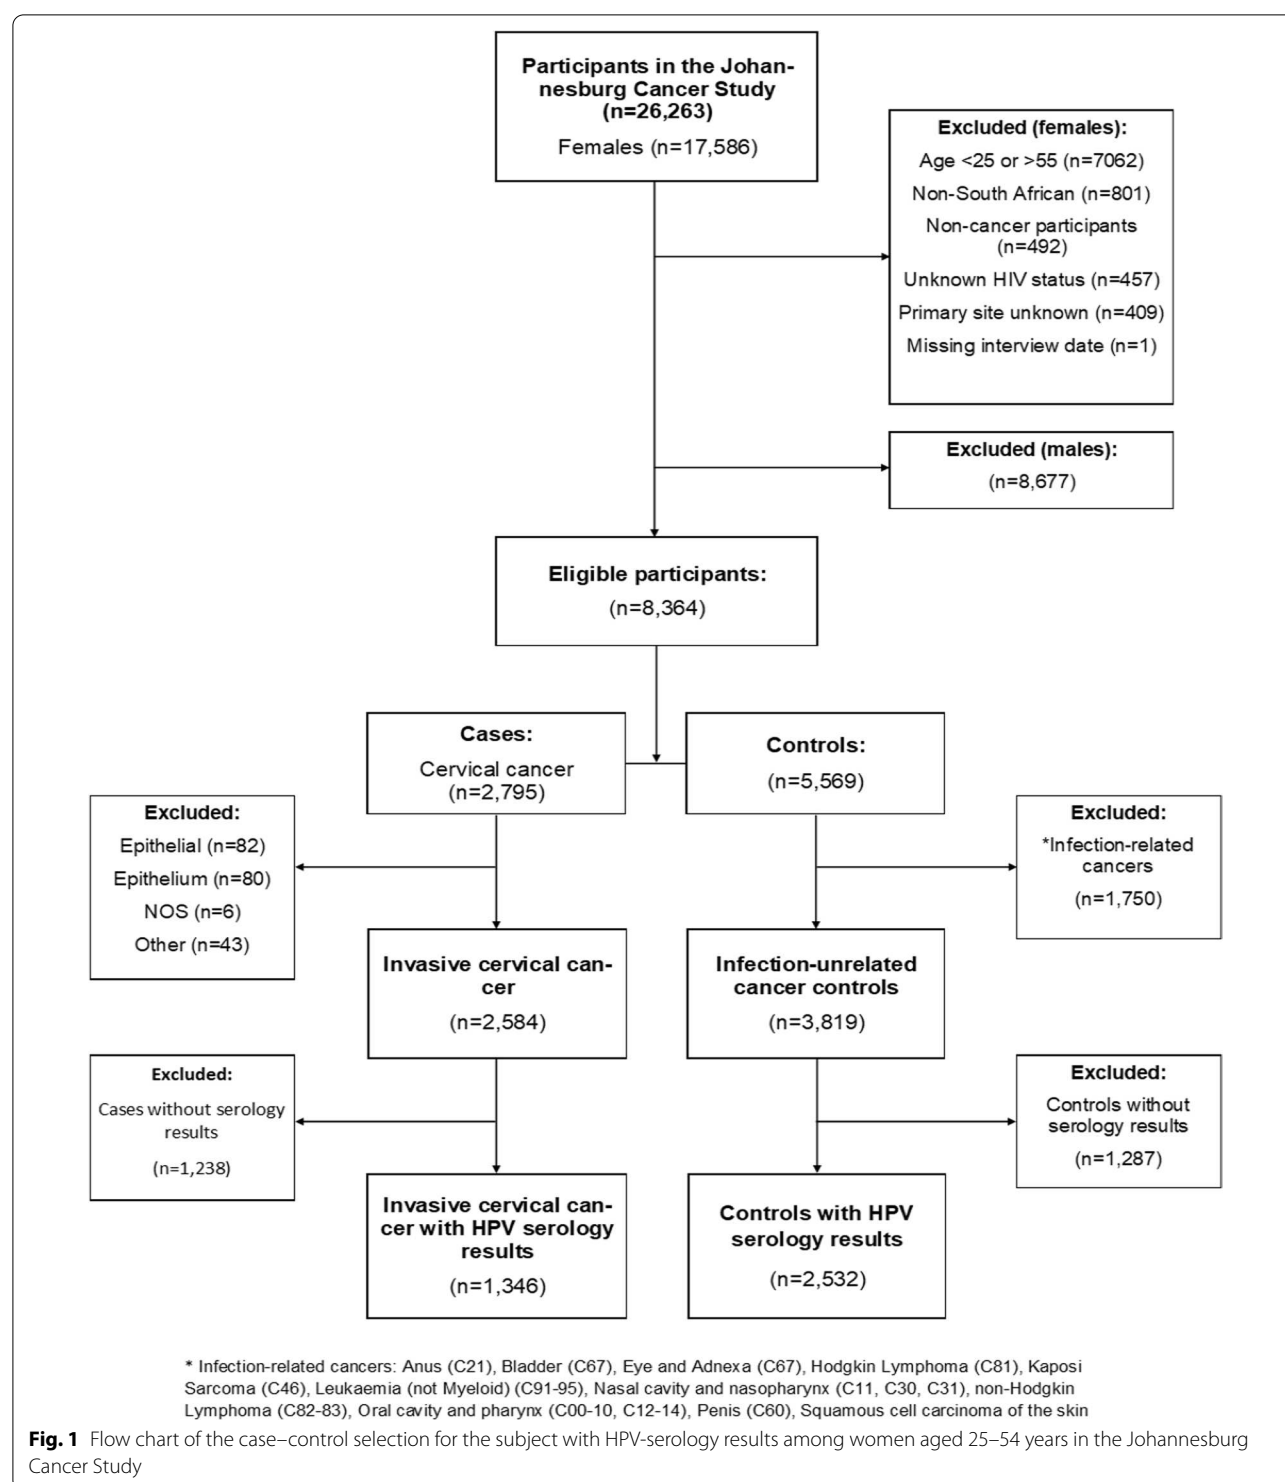 Participants in the Johan-
nesburg Cancer Study
(n=26,263)
Females (n=17,586)
Excluded (females):
Age <25 or >55 (n=7062)
Non-South African (n=801)
Non-cancer participants
(n=492)
Unknown HIV status (n=457)
Primary site unknown (n=409)
Missing interview date (n=1)
Excluded (males):
(n=8,677)
Eligible participants:
(n=8,364)
Cases:
Cervical cancer
(n=2,795)
Controls:
(n=5,569)
Excluded:
Epithelial (n=82)
Epithelium (n=80)
NOS (n=6)
Other (n=43)
Excluded:
*Infection-related
cancers
(n=1,750)
Invasive cervical can-
cer
(n=2,584)
Infection-unrelated
cancer controls
(n=3,819)
Excluded:
Cases without serology
results
(n=1,238)
Excluded:
Controls without
serology results
(n=1,287)
Invasive cervical can-
cer with HPV serology
results
(n=1,346)
Controls with HPV
serology results
(n=2,532)
* Infection-related cancers: Anus (C21), Bladder (C67), Eye and Adnexa (C67), Hodgkin Lymphoma (C81), Kaposi
Sarcoma (C46), Leukaemia (not Myeloid) (C91-95), Nasal cavity and nasopharynx (C11, C30, C31), non-Hodgkin
Lymphoma (C82-83), Oral cavity and pharynx (C00-10, C12-14), Penis (C60), Squamous cell carcinoma of the skin
Fig. 1 Flow chart of the case–control selection for the subject with HPV-serology results among women aged 25–54 years in the Johannesburg
Cancer Study